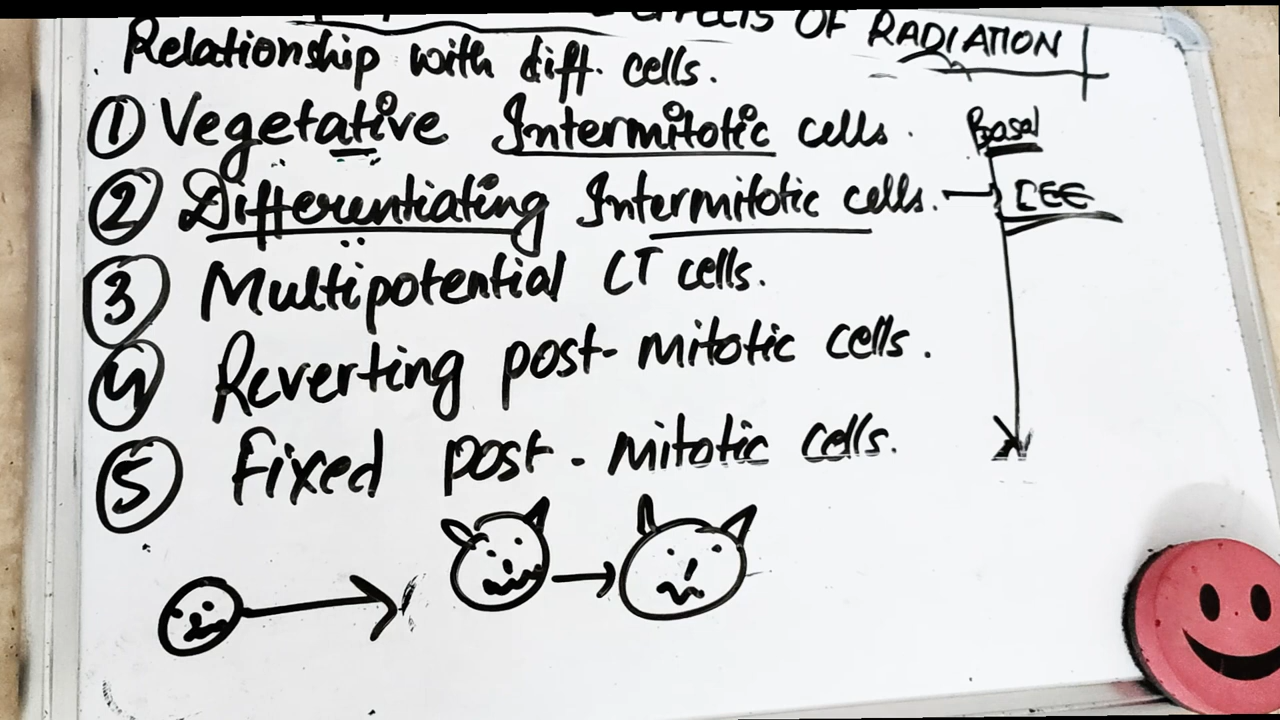 EFFECTS OF RADIATION
Relationship with diff. cells.
① Vegetative Intermitotic cells.
② Differentiating Intermitotic cells.
③ Multipotential CT cells.
④ Reverting post-mitotic cells.
⑤ Fixed post-mitotic cells.
Basal
IEE